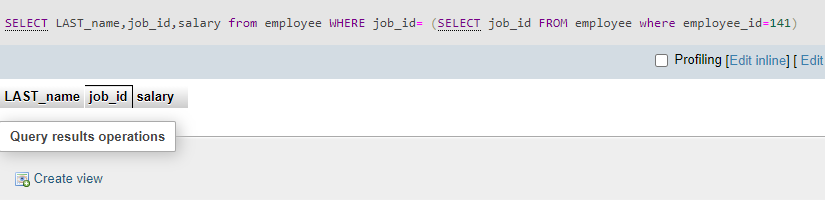 SELECT LAST_name,job_id,salary from employee WHERE job_id= (SELECT job_id FROM employee where employee_id=141)
Profiling [Edit inline] [ Edit
LAST_name job_id salary
Query results operations
Create view